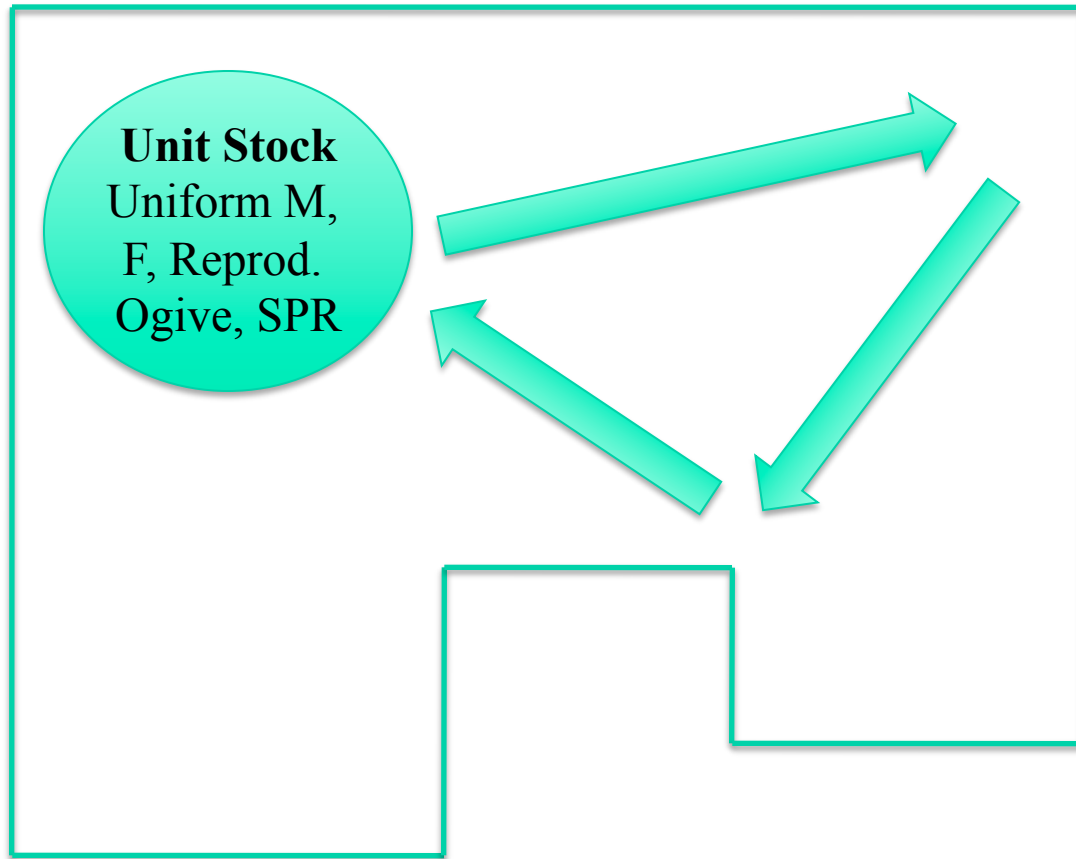 Unit Stock
Uniform M,
F, Reprod.
Ogive, SPR